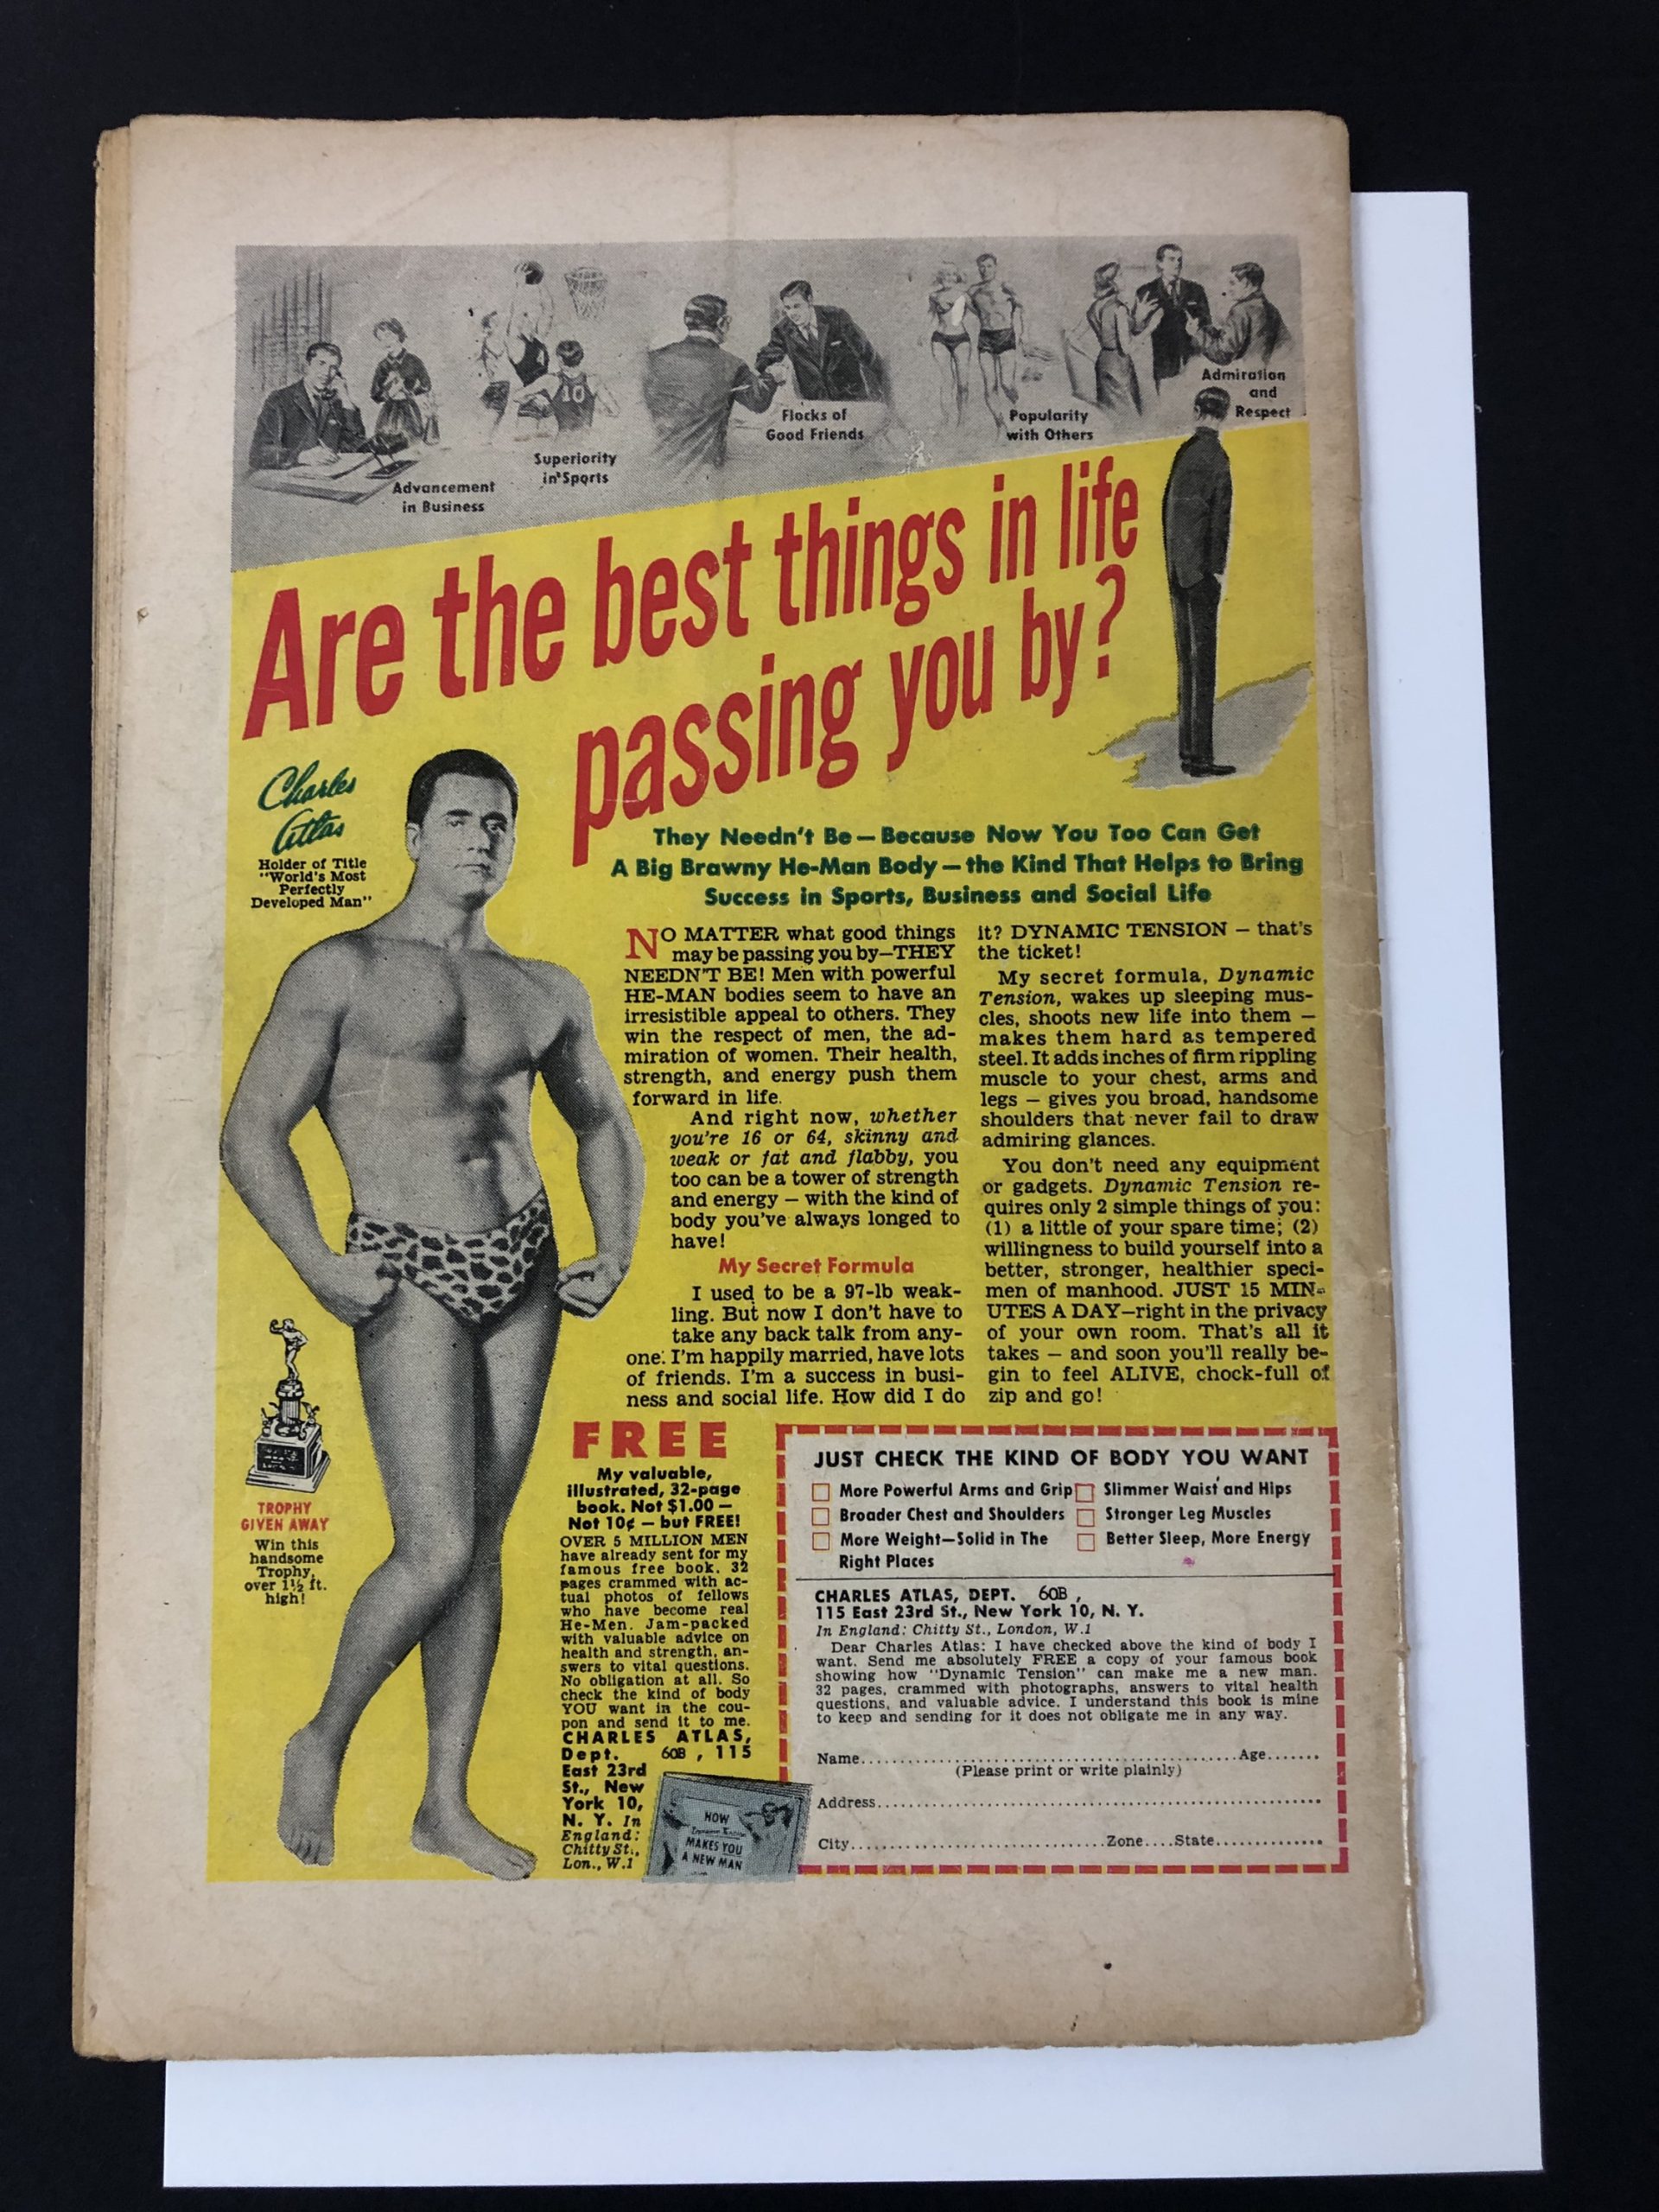 Advancement
in Business
Superiority
in Sports
Flocks of
Good Friends
Popularity
with Others
Admiration
and
Respect
Are the best things in life
passing you by?
Charles
Atlas
Holder of Title
"World's Most
Perfectly
Developed Man"
They Needn't Be—Because Now You Too Can Get
A Big Brawny He-Man Body—the Kind That Helps to Bring
Success in Sports, Business and Social Life
NO MATTER what good things
may be passing you by—THEY
NEEDN'T BE! Men with powerful
HE-MAN bodies seem to have an
irresistible appeal to others. They
win the respect of men, the ad-
miration of women. Their health,
strength, and energy push them
forward in life.
And right now, whether
you're 16 or 64, skinny and
weak or fat and flabby, you
too can be a tower of strength
and energy — with the kind of
body you've always longed to
have!
My Secret Formula
I used to be a 97-lb weak-
ling. But now I don't have to
take any back talk from any-
one. I'm happily married, have lots
of friends. I'm a success in busi-
ness and social life. How did I do
it? DYNAMIC TENSION — that's
the ticket!
My secret formula, Dynamic
Tension, wakes up sleeping mus-
cles, shoots new life into them —
makes them hard as tempered
steel. It adds inches of firm rippling
muscle to your chest, arms and
legs — gives you broad, handsome
shoulders that never fail to draw
admiring glances.
You don't need any equipment
or gadgets. Dynamic Tension re-
quires only 2 simple things of you:
(1) a little of your spare time; (2)
willingness to build yourself into a
better, stronger, healthier speci-
men of manhood. JUST 15 MIN-
UTES A DAY—right in the privacy
of your own room. That's all it
takes — and soon you'll really be-
gin to feel ALIVE, chock-full of
zip and go!
TROPHY
GIVEN AWAY
Win this
handsome
Trophy,
over 1½ ft.
high!
FREE
My valuable,
illustrated, 32-page
book. Not $1.00 —
Not 10¢ — but FREE!
OVER 5 MILLION MEN
have already sent for my
famous free book. 32
pages crammed with ac-
tual photos of fellows
who have become real
He-Men. Jam-packed
with valuable advice on
health and strength, an-
swers to vital questions.
No obligation at all. So
check the kind of body
YOU want in the cou-
pon and send it to me.
CHARLES ATLAS,
Dept. 60B, 115
East 23rd
St., New
York 10,
N. Y. In
England:
Chitty St.,
Lon., W.1
HOW
MAKES YOU
A NEW MAN
JUST CHECK THE KIND OF BODY YOU WANT
More Powerful Arms and Grip
Broader Chest and Shoulders
More Weight—Solid in The
Right Places
Slimmer Waist and Hips
Stronger Leg Muscles
Better Sleep, More Energy
CHARLES ATLAS, DEPT. 60B,
115 East 23rd St., New York 10, N. Y.
In England: Chitty St., London, W.1
Dear Charles Atlas: I have checked above the kind of body I
want. Send me absolutely FREE a copy of your famous book
showing how "Dynamic Tension" can make me a new man.
32 pages, crammed with photographs, answers to vital health
questions, and valuable advice. I understand this book is mine
to keep and sending for it does not obligate me in any way.
Name..............................Age.......
(Please print or write plainly)
Address..............................
City..............................Zone....State..............
10
4